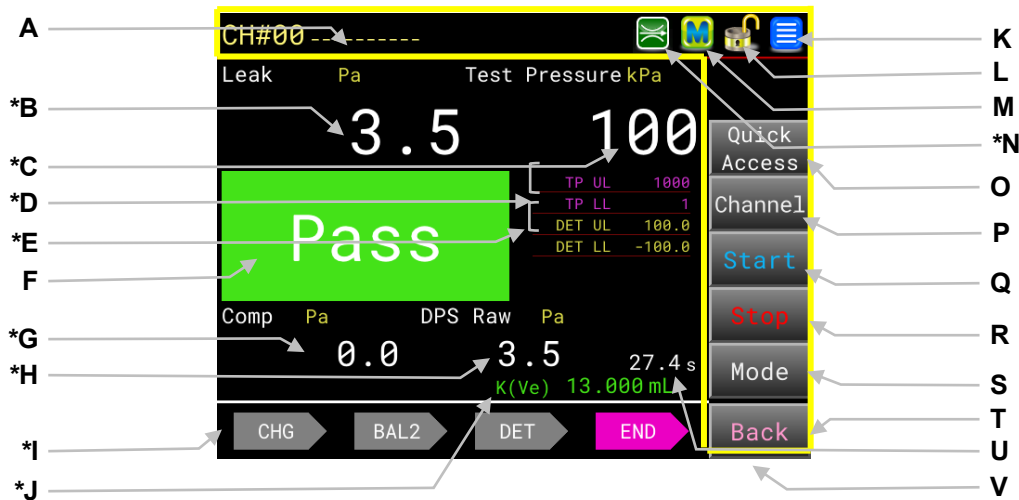 A
CH#00 ----------
M
K
L
Leak Pa Test Pressure kPa
M
*B
3.5 100
*N
Quick
Access
*C
TP UL 1000
O
*D
TP LL 1
Channel
P
DET UL 100.0
*E
Pass
DET LL -100.0
F
Start
Q
Comp Pa DPS Raw Pa
Stop
R
*G
0.0 3.5 27.4 s
*H
Mode
S
K(Ve) 13.000 mL
T
*I
CHG BAL2 DET END
Back
U
*J
V